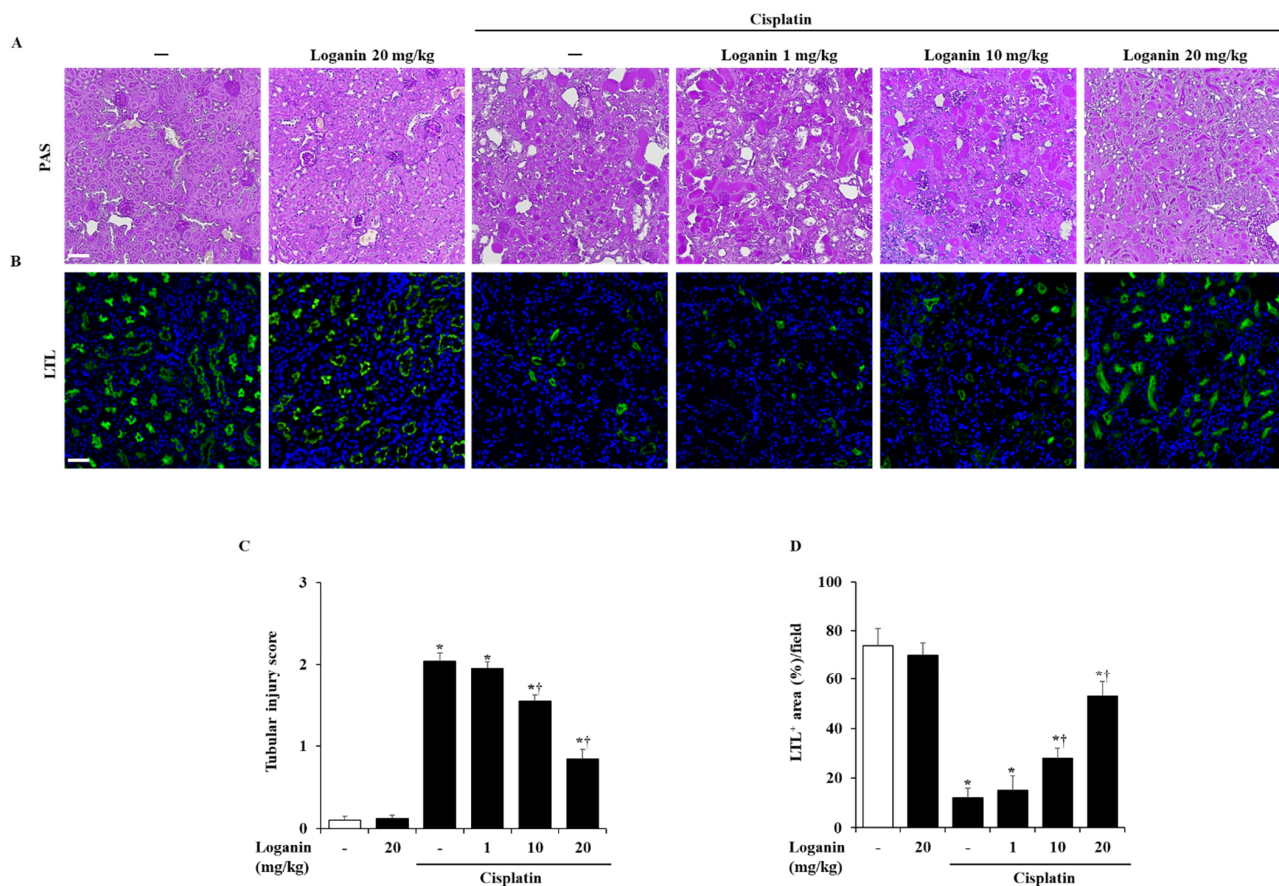 Cisplatin
A
— Loganin 20 mg/kg — Loganin 1 mg/kg Loganin 10 mg/kg Loganin 20 mg/kg
PAS
B
LTL
C
Tubular injury score
3
2
1
0
* * *† *†
Loganin (mg/kg)
- 20 - 1 10 20
Cisplatin
D
LTL⁺ area (%)/field
100
80
60
40
20
0
* * *† *†
Loganin (mg/kg)
- 20 - 1 10 20
Cisplatin